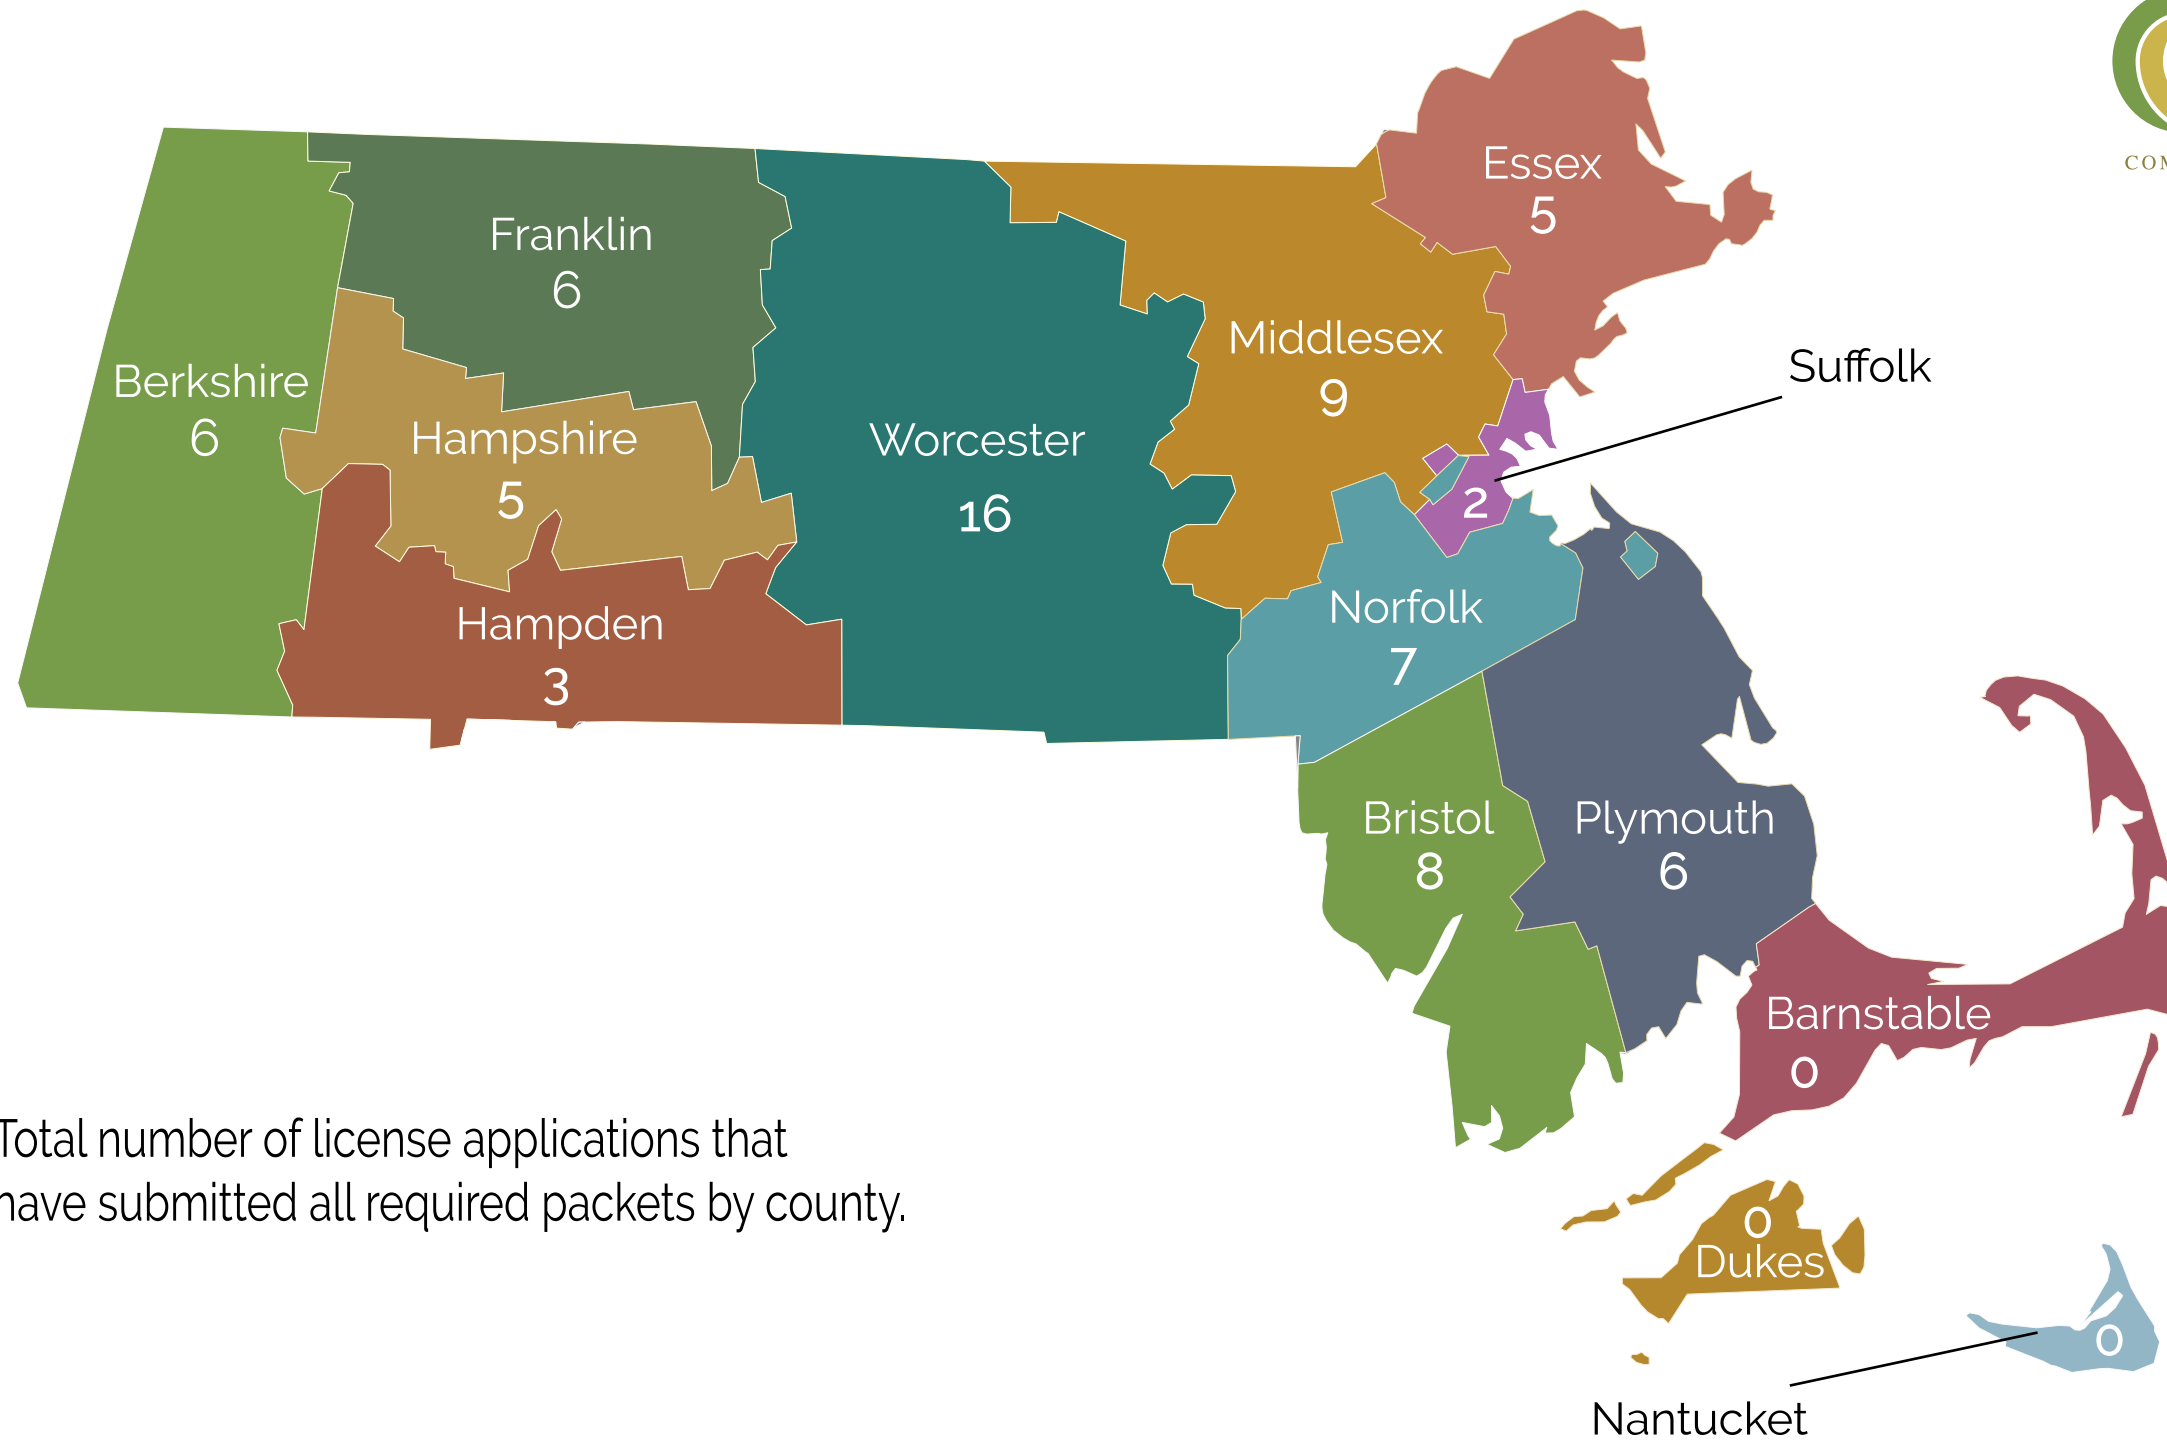 COM
Essex
5
Franklin
6
Middlesex
9
Suffolk
Berkshire
6
Hampshire
5
Worcester
16
2
Norfolk
7
Hampden
3
Bristol
8
Plymouth
6
Barnstable
0
Total number of license applications that
have submitted all required packets by county.
0
Dukes
0
Nantucket